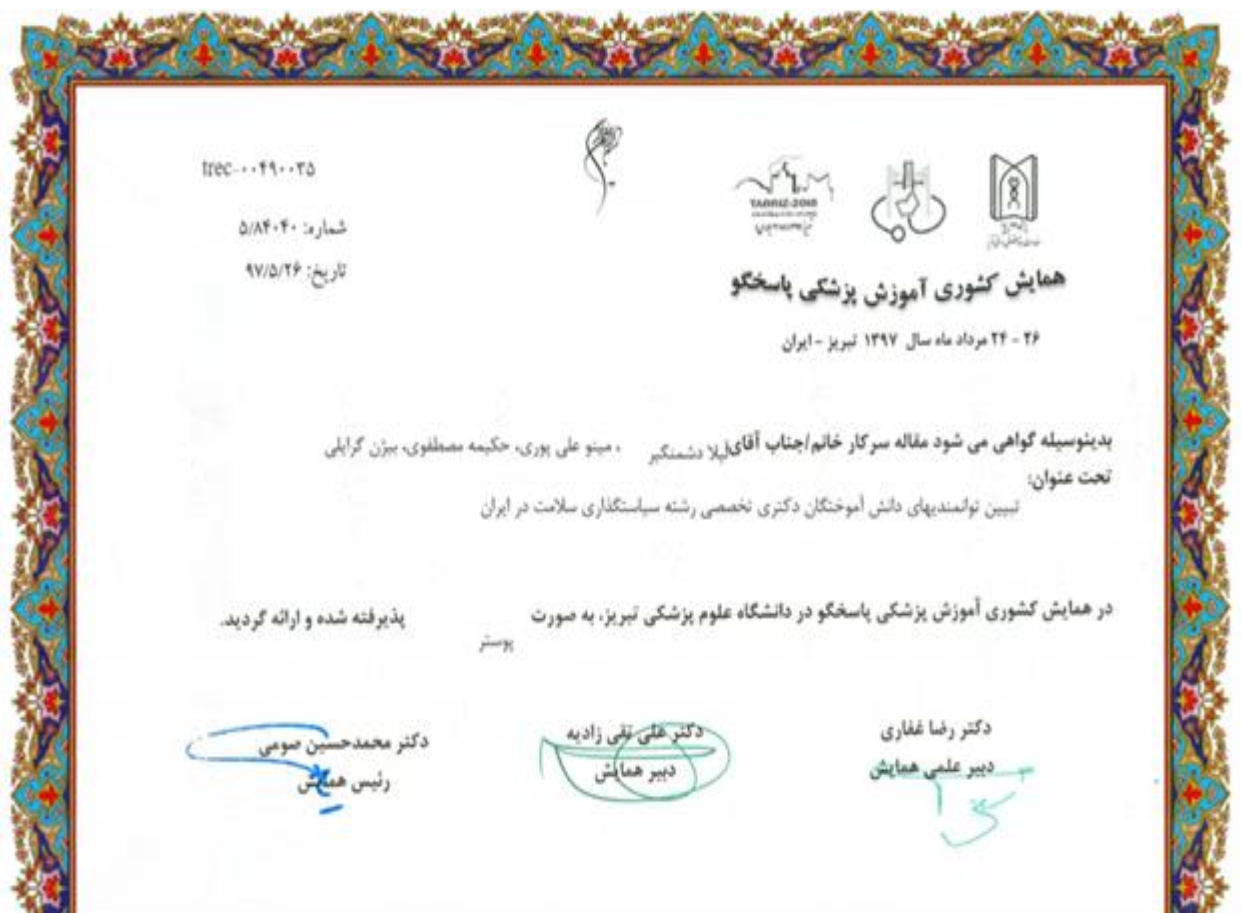 trec-۰۰۴۹۰۰۳۵
شماره: ۵/۸۴۰۴۰
تاریخ: ۹۷/۵/۲۶
TABRIZ-2018
همایش کشوری آموزش پزشکی پاسخگو
۲۶ - ۲۴ مرداد ماه سال ۱۳۹۷ تبریز - ایران
بدینوسیله گواهی می شود مقاله سرکار خانم/جناب آقای لیلا دشمنگیر ، مینو علی پوری، حکیمه مصطفوی، بیژن گرایلی
تحت عنوان:
تبیین توانمندیهای دانش آموختگان دکتری تخصصی رشته سیاستگذاری سلامت در ایران
در همایش کشوری آموزش پزشکی پاسخگو در دانشگاه علوم پزشکی تبریز، به صورت پوستر پذیرفته شده و ارائه گردید.
دکتر رضا غفاری
دبیر علمی همایش
دکتر علی تقی زادیه
دبیر همایش
دکتر محمدحسین صومی
رئیس همایش